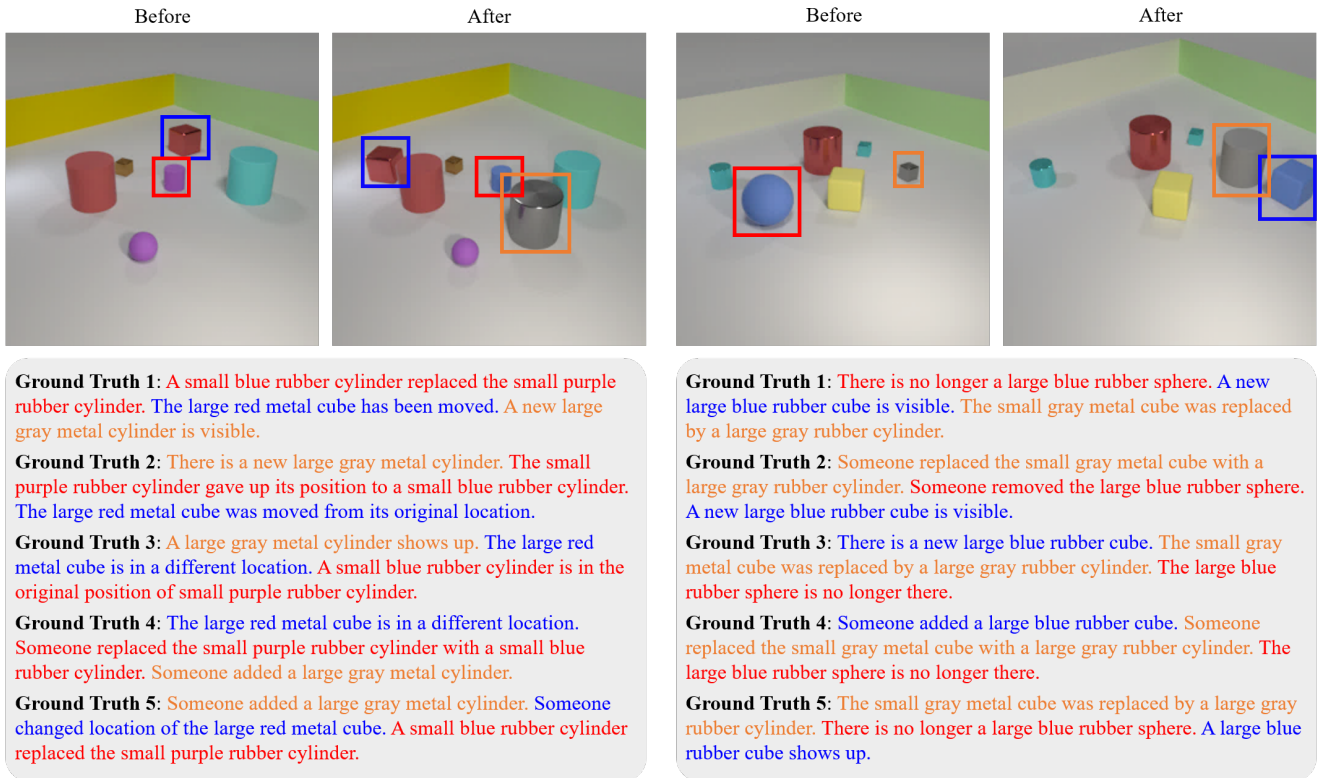 Before
After
Before
After
Ground Truth 1: A small blue rubber cylinder replaced the small purple
rubber cylinder. The large red metal cube has been moved. A new large
gray metal cylinder is visible.
Ground Truth 2: There is a new large gray metal cylinder. The small
purple rubber cylinder gave up its position to a small blue rubber cylinder.
The large red metal cube was moved from its original location.
Ground Truth 3: A large gray metal cylinder shows up. The large red
metal cube is in a different location. A small blue rubber cylinder is in the
original position of small purple rubber cylinder.
Ground Truth 4: The large red metal cube is in a different location.
Someone replaced the small purple rubber cylinder with a small blue
rubber cylinder. Someone added a large gray metal cylinder.
Ground Truth 5: Someone added a large gray metal cylinder. Someone
changed location of the large red metal cube. A small blue rubber cylinder
replaced the small purple rubber cylinder.
Ground Truth 1: There is no longer a large blue rubber sphere. A new
large blue rubber cube is visible. The small gray metal cube was replaced
by a large gray rubber cylinder.
Ground Truth 2: Someone replaced the small gray metal cube with a
large gray rubber cylinder. Someone removed the large blue rubber sphere.
A new large blue rubber cube is visible.
Ground Truth 3: There is a new large blue rubber cube. The small gray
metal cube was replaced by a large gray rubber cylinder. The large blue
rubber sphere is no longer there.
Ground Truth 4: Someone added a large blue rubber cube. Someone
replaced the small gray metal cube with a large gray rubber cylinder. The
large blue rubber sphere is no longer there.
Ground Truth 5: The small gray metal cube was replaced by a large gray
rubber cylinder. There is no longer a large blue rubber sphere. A large blue
rubber cube shows up.